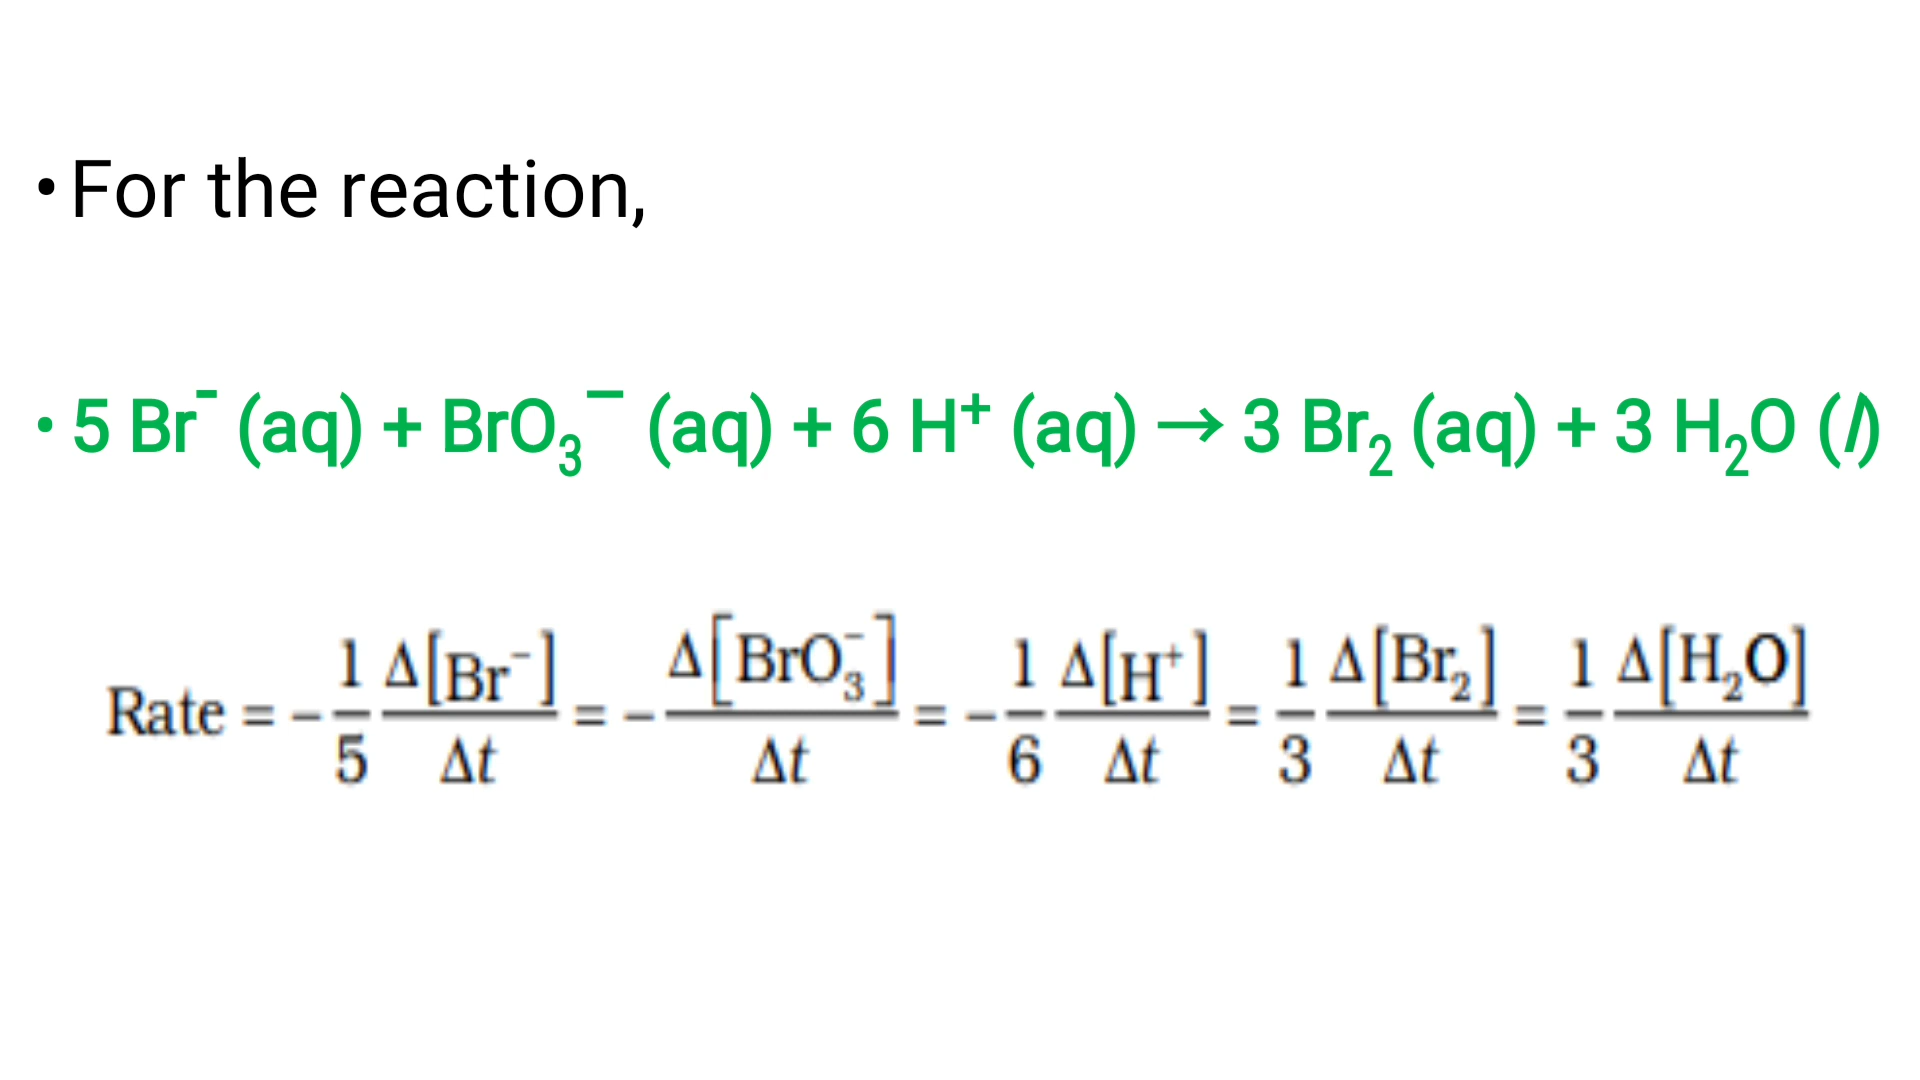 • For the reaction,
• 5 Br⁻ (aq) + BrO₃⁻ (aq) + 6 H⁺ (aq) → 3 Br₂ (aq) + 3 H₂O (l)
Rate = −1/5 Δ[Br⁻]/Δt = −Δ[BrO₃⁻]/Δt = −1/6 Δ[H⁺]/Δt = 1/3 Δ[Br₂]/Δt = 1/3 Δ[H₂O]/Δt